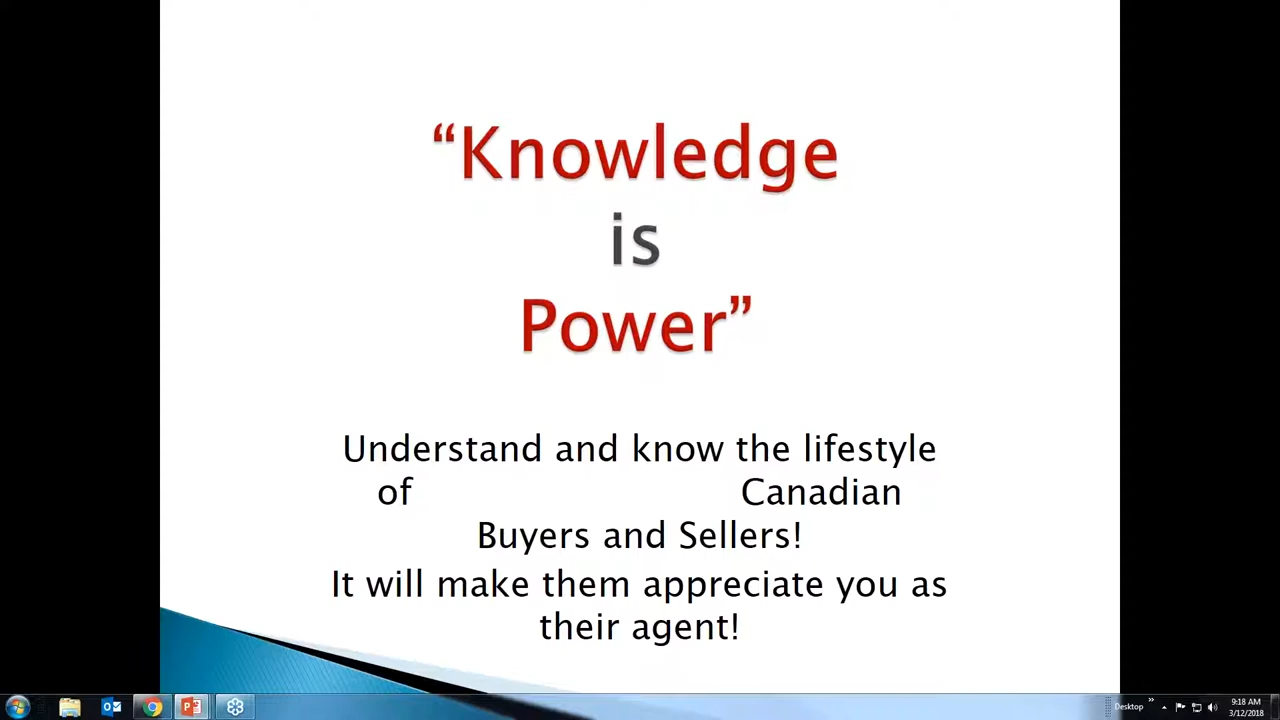 “Knowledge
is
Power”
Understand and know the lifestyle
of Canadian
Buyers and Sellers!
It will make them appreciate you as
their agent!
Desktop
9:18 AM
3/12/2018